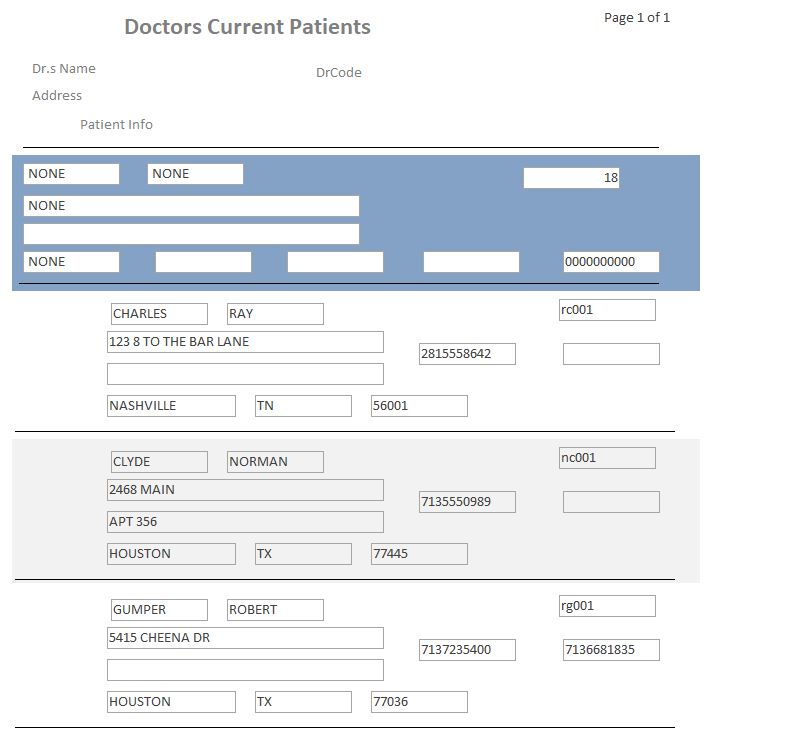 Doctors Current Patients Page 1 of 1
Dr.s Name DrCode
Address
Patient Info
NONE NONE 18
NONE
NONE 0000000000
CHARLES RAY rc001
123 8 TO THE BAR LANE
2815558642
NASHVILLE TN 56001
CLYDE NORMAN nc001
2468 MAIN
7135550989
APT 356
HOUSTON TX 77445
GUMPER ROBERT rg001
5415 CHEENA DR
7137235400 7136681835
HOUSTON TX 77036